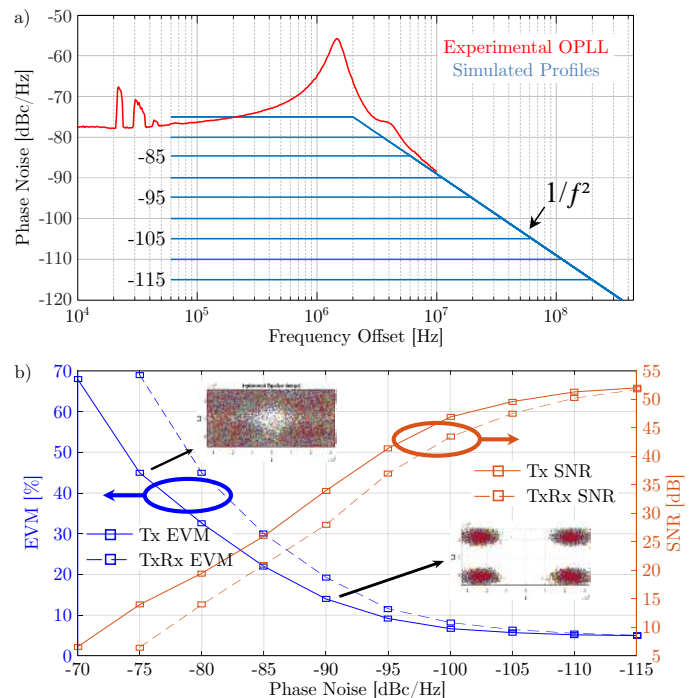 a)
-50
-60
-70
-80
-90
-100
-110
-120
Phase Noise [dBc/Hz]
Experimental OPLL
Simulated Profiles
-85
-95
-105
-115
1/f²
10⁴ 10⁵ 10⁶ 10⁷ 10⁸
Frequency Offset [Hz]
b)
70
60
50
40
30
20
10
0
EVM [%]
55
50
45
40
35
30
25
20
15
10
5
SNR [dB]
Tx SNR
TxRx SNR
Tx EVM
TxRx EVM
-70 -75 -80 -85 -90 -95 -100 -105 -110 -115
Phase Noise [dBc/Hz]